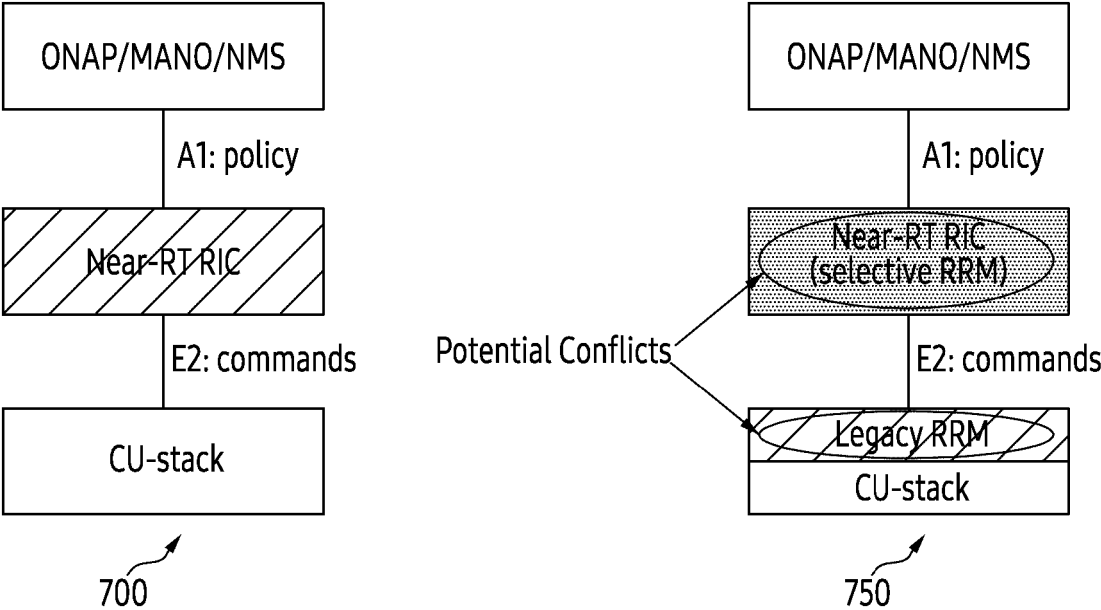 ONAP/MANO/NMS
A1: policy
Near-RT RIC
E2: commands
CU-stack
700
ONAP/MANO/NMS
A1: policy
Near-RT RIC
(selective RRM)
Potential Conflicts
E2: commands
Legacy RRM
CU-stack
750